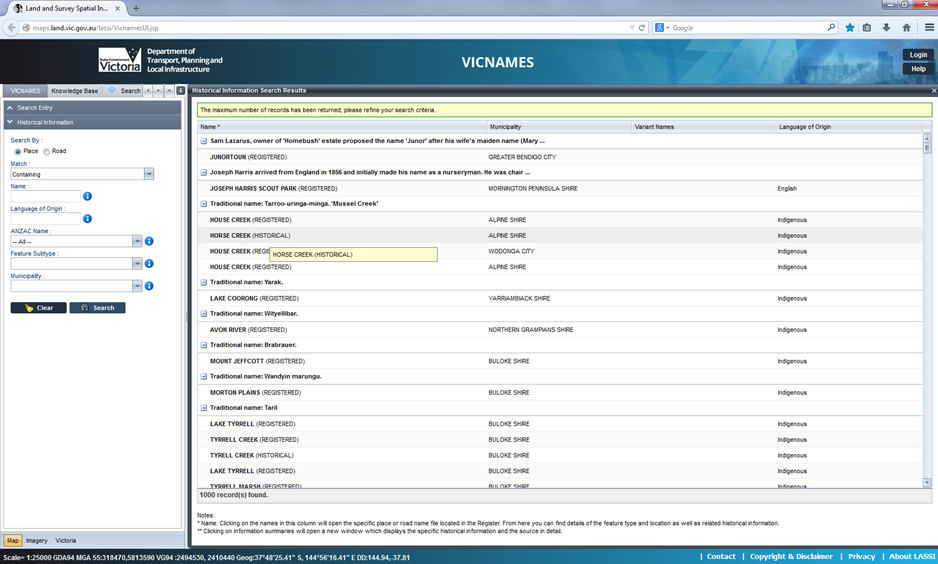 Land and Survey Spatial In...
maps.land.vic.gov.au/lassi/VicnamesUI.jsp
Google
State Government
Victoria
Department of
Transport, Planning and
Local Infrastructure
VICNAMES
Login
Help
VICNAMES Knowledge Base Search
Historical Information Search Results
Search Entry
Historical Information
Search By :
Place Road
Match :
Containing
Name :
Language of Origin :
ANZAC Name :
-- All --
Feature Subtype :
Municipality :
Clear Search
The maximum number of records has been returned, please refine your search criteria.
Name * Municipality Variant Names Language of Origin
Sam Lazarus, owner of 'Homebush' estate proposed the name 'Junor' after his wife's maiden name (Mary ...
JUNORTOUN (REGISTERED) GREATER BENDIGO CITY
Joseph Harris arrived from England in 1856 and initially made his name as a nurseryman. He was chair ...
JOSEPH HARRIS SCOUT PARK (REGISTERED) MORNINGTON PENINSULA SHIRE English
Traditional name: Tarroo-uringa-minga. 'Mussel Creek'
HOUSE CREEK (REGISTERED) ALPINE SHIRE Indigenous
HORSE CREEK (HISTORICAL) ALPINE SHIRE Indigenous
HOUSE CREEK (REGIS WODONGA CITY Indigenous
HORSE CREEK (HISTORICAL)
HOUSE CREEK (REGISTERED) ALPINE SHIRE Indigenous
Traditional name: Yarak.
LAKE COORONG (REGISTERED) YARRIAMBIACK SHIRE Indigenous
Traditional name: Wityellibar.
AVON RIVER (REGISTERED) NORTHERN GRAMPIANS SHIRE Indigenous
Traditional name: Brabrauer.
MOUNT JEFFCOTT (REGISTERED) BULOKE SHIRE Indigenous
Traditional name: Wandyin marungu.
MORTON PLAINS (REGISTERED) BULOKE SHIRE Indigenous
Traditional name: Taril
LAKE TYRRELL (REGISTERED) BULOKE SHIRE Indigenous
TYRRELL CREEK (REGISTERED) BULOKE SHIRE Indigenous
TYRELL CREEK (HISTORICAL) BULOKE SHIRE Indigenous
LAKE TYRRELL (REGISTERED) BULOKE SHIRE Indigenous
TYRRELL MARSH (REGISTERED) BULOKE SHIRE Indigenous
1000 record(s) found.
Notes:
* Name: Clicking on the names in this column will open the specific place or road name file located in the Register. From here you can find details of the feature type and location as well as related historical information.
** Clicking on information summaries will open a new window which displays the specific historical information and the source in detail.
Map Imagery Victoria
Scale= 1:25000 GDA94 MGA 55:318470,5813590 VG94 :2494530, 2410440 Geog:37°48'25.41" S, 144°56'16.41" E DD:144.94,-37.81
| Contact | Copyright & Disclaimer | Privacy | About LASSI